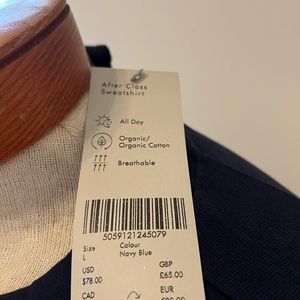 After Class
Sweatshirt
All Day
Organic/
Organic Cotton
Breathable
5059121245079
Size Colour
L Navy Blue
USD GBP
$78.00 £65.00
CAD EUR